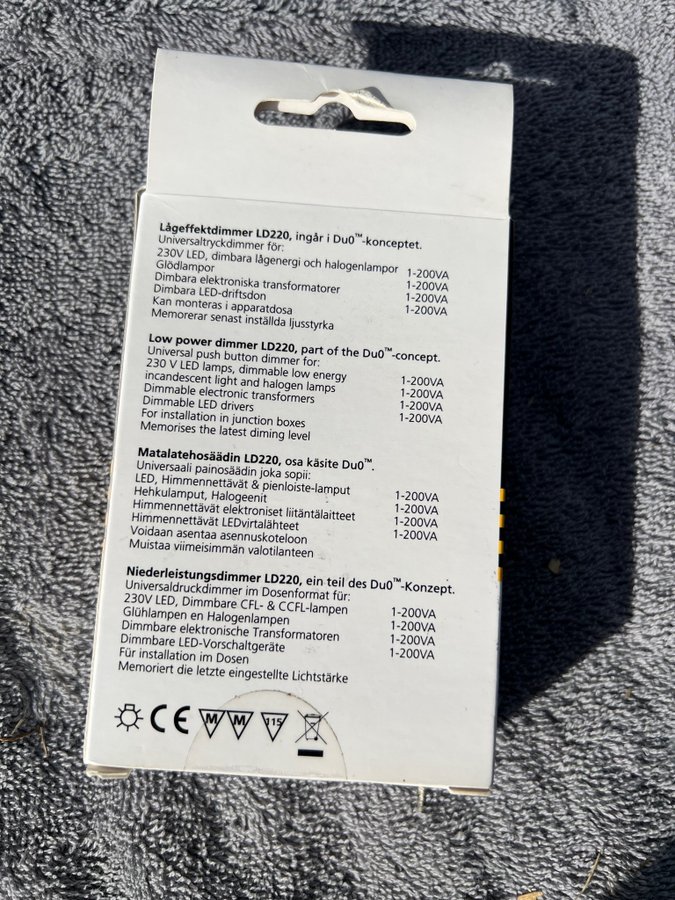 Lågeffektdimmer LD220, ingår i Du0™-konceptet.
Universaltryckdimmer för:
230V LED, dimbara lågenergi och halogenlampor 1-200VA
Glödlampor 1-200VA
Dimbara elektroniska transformatorer 1-200VA
Dimbara LED-driftsdon 1-200VA
Kan monteras i apparatdosa
Memorerar senast inställda ljusstyrka
Low power dimmer LD220, part of the Du0™-concept.
Universal push button dimmer for:
230 V LED lamps, dimmable low energy 1-200VA
incandescent light and halogen lamps 1-200VA
Dimmable electronic transformers 1-200VA
Dimmable LED drivers 1-200VA
For installation in junction boxes
Memorises the latest diming level
Matalatehosäädin LD220, osa käsite Du0™.
Universaali painosäädin joka sopii:
LED, Himmennettävät & pienloiste-lamput 1-200VA
Hehkulamput, Halogeenit 1-200VA
Himmennettävät elektroniset liitäntälaitteet 1-200VA
Himmennettävät LEDvirtalähteet 1-200VA
Voidaan asentaa asennuskoteloon
Muistaa viimeisimmän valotilanteen
Niederleistungsdimmer LD220, ein teil des Du0™-Konzept.
Universaldruckdimmer im Dosenformat für:
230V LED, Dimmbare CFL- & CCFL-lampen 1-200VA
Glühlampen en Halogenlampen 1-200VA
Dimmbare elektronische Transformatoren 1-200VA
Dimmbare LED-Vorschaltgeräte 1-200VA
Für installation im Dosen
Memoriert die letzte eingestellte Lichtstärke
CE M M 115